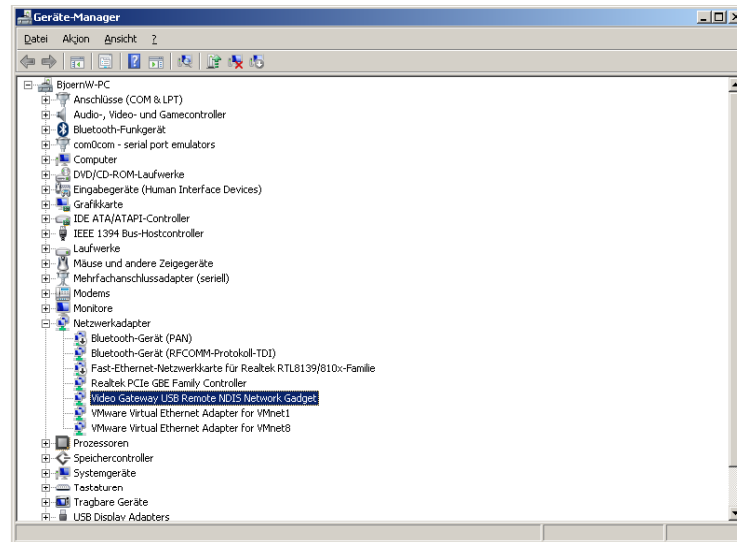 Geräte-Manager
Datei Aktion Ansicht ?
BjoernW-PC
Anschlüsse (COM & LPT)
Audio-, Video- und Gamecontroller
Bluetooth-Funkgerät
com0com - serial port emulators
Computer
DVD/CD-ROM-Laufwerke
Eingabegeräte (Human Interface Devices)
Grafikkarte
IDE ATA/ATAPI-Controller
IEEE 1394 Bus-Hostcontroller
Laufwerke
Mäuse und andere Zeigegeräte
Mehrfachanschlussadapter (seriell)
Modems
Monitore
Netzwerkadapter
Bluetooth-Gerät (PAN)
Bluetooth-Gerät (RFCOMM-Protokoll-TDI)
Fast-Ethernet-Netzwerkkarte für Realtek RTL8139/810x-Familie
Realtek PCIe GBE Family Controller
Video Gateway USB Remote NDIS Network Gadget
VMware Virtual Ethernet Adapter for VMnet1
VMware Virtual Ethernet Adapter for VMnet8
Prozessoren
Speichercontroller
Systemgeräte
Tastaturen
Tragbare Geräte
USB Display Adapters